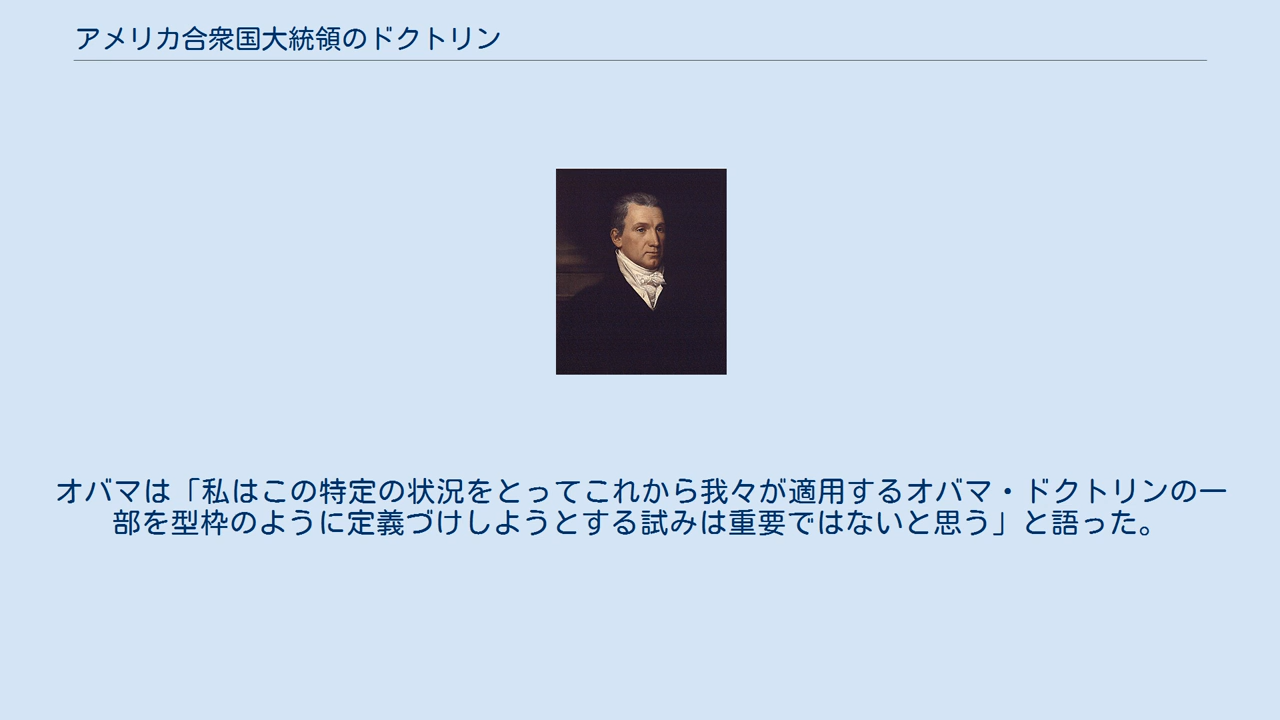 アメリカ合衆国大統領のドクトリン
オバマは「私はこの特定の状況をとってこれから我々が適用するオバマ・ドクトリンの一
部を型枠のように定義づけしようとする試みは重要ではないと思う」と語った。